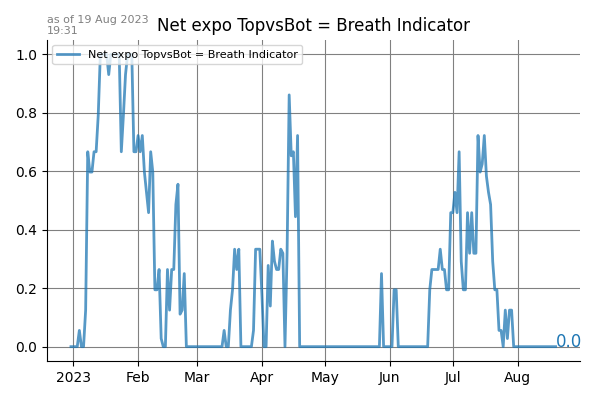 as of 19 Aug 2023
19:31
Net expo TopvsBot = Breath Indicator
Net expo TopvsBot = Breath Indicator
1.0
0.8
0.6
0.4
0.2
0.0
0.0
2023 Feb Mar Apr May Jun Jul Aug